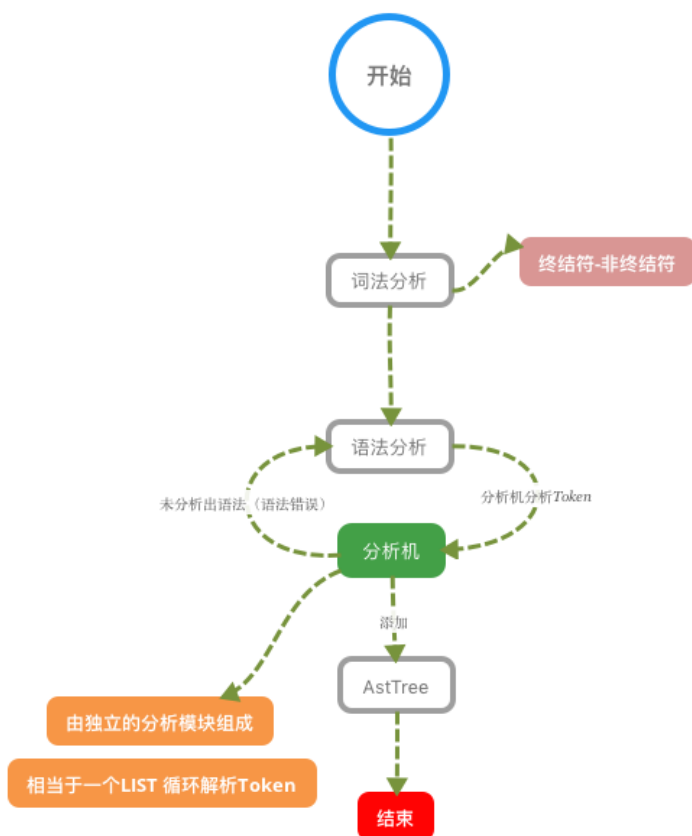 开始
终结符-非终结符
词法分析
语法分析
未分析出语法（语法错误）
分析机分析Token
分析机
添加
AstTree
由独立的分析模块组成
相当于一个LIST 循环解析Token
结束